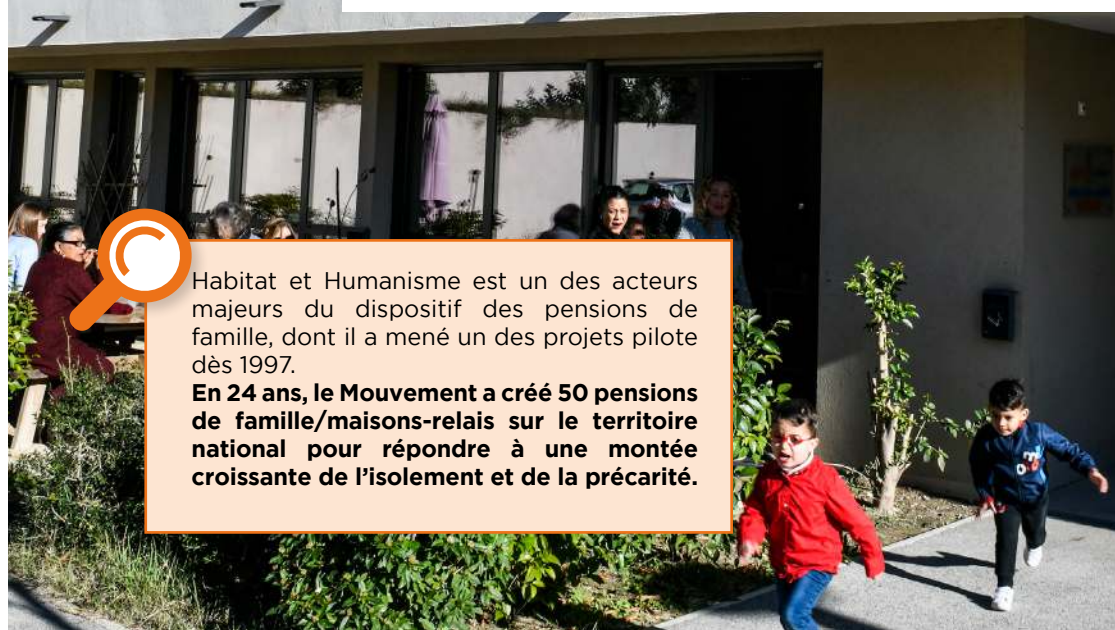 Habitat et Humanisme est un des acteurs
majeurs du dispositif des pensions de
famille, dont il a mené un des projets pilote
dès 1997.
En 24 ans, le Mouvement a créé 50 pensions
de famille/maisons-relais sur le territoire
national pour répondre à une montée
croissante de l’isolement et de la précarité.